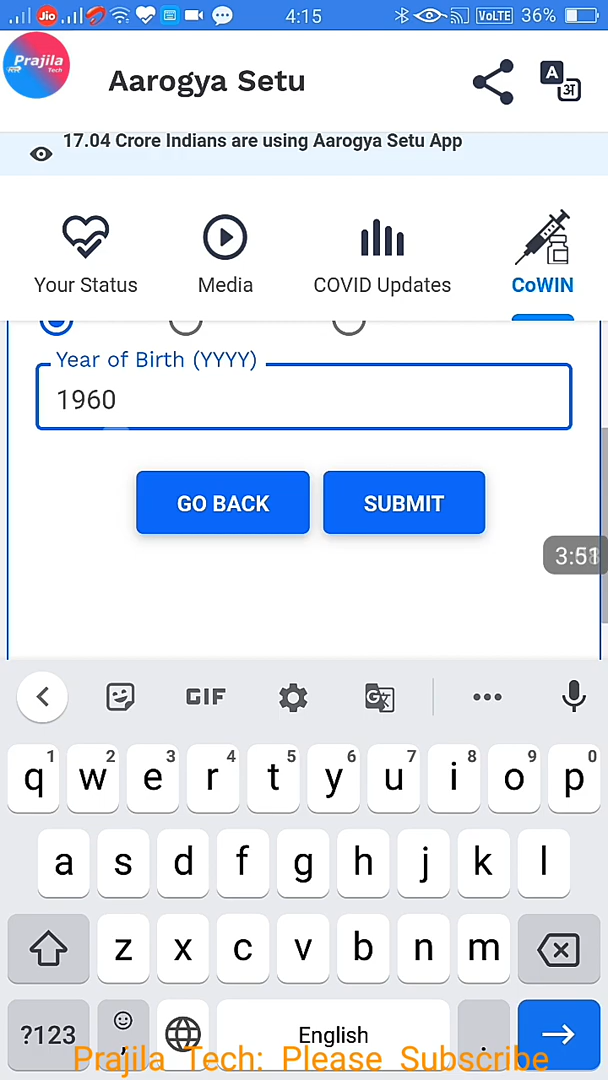 Jio 4:15 VoLTE 36%
Prajila
Tech
Aarogya Setu
A
अ
17.04 Crore Indians are using Aarogya Setu App
Your Status Media COVID Updates CoWIN
Year of Birth (YYYY)
1960
GO BACK SUBMIT
GIF
1 2 3 4 5 6 7 8 9 0
q w e r t y u i o p
a s d f g h j k l
z x c v b n m
?123 , English .
Prajila Tech: Please Subscribe